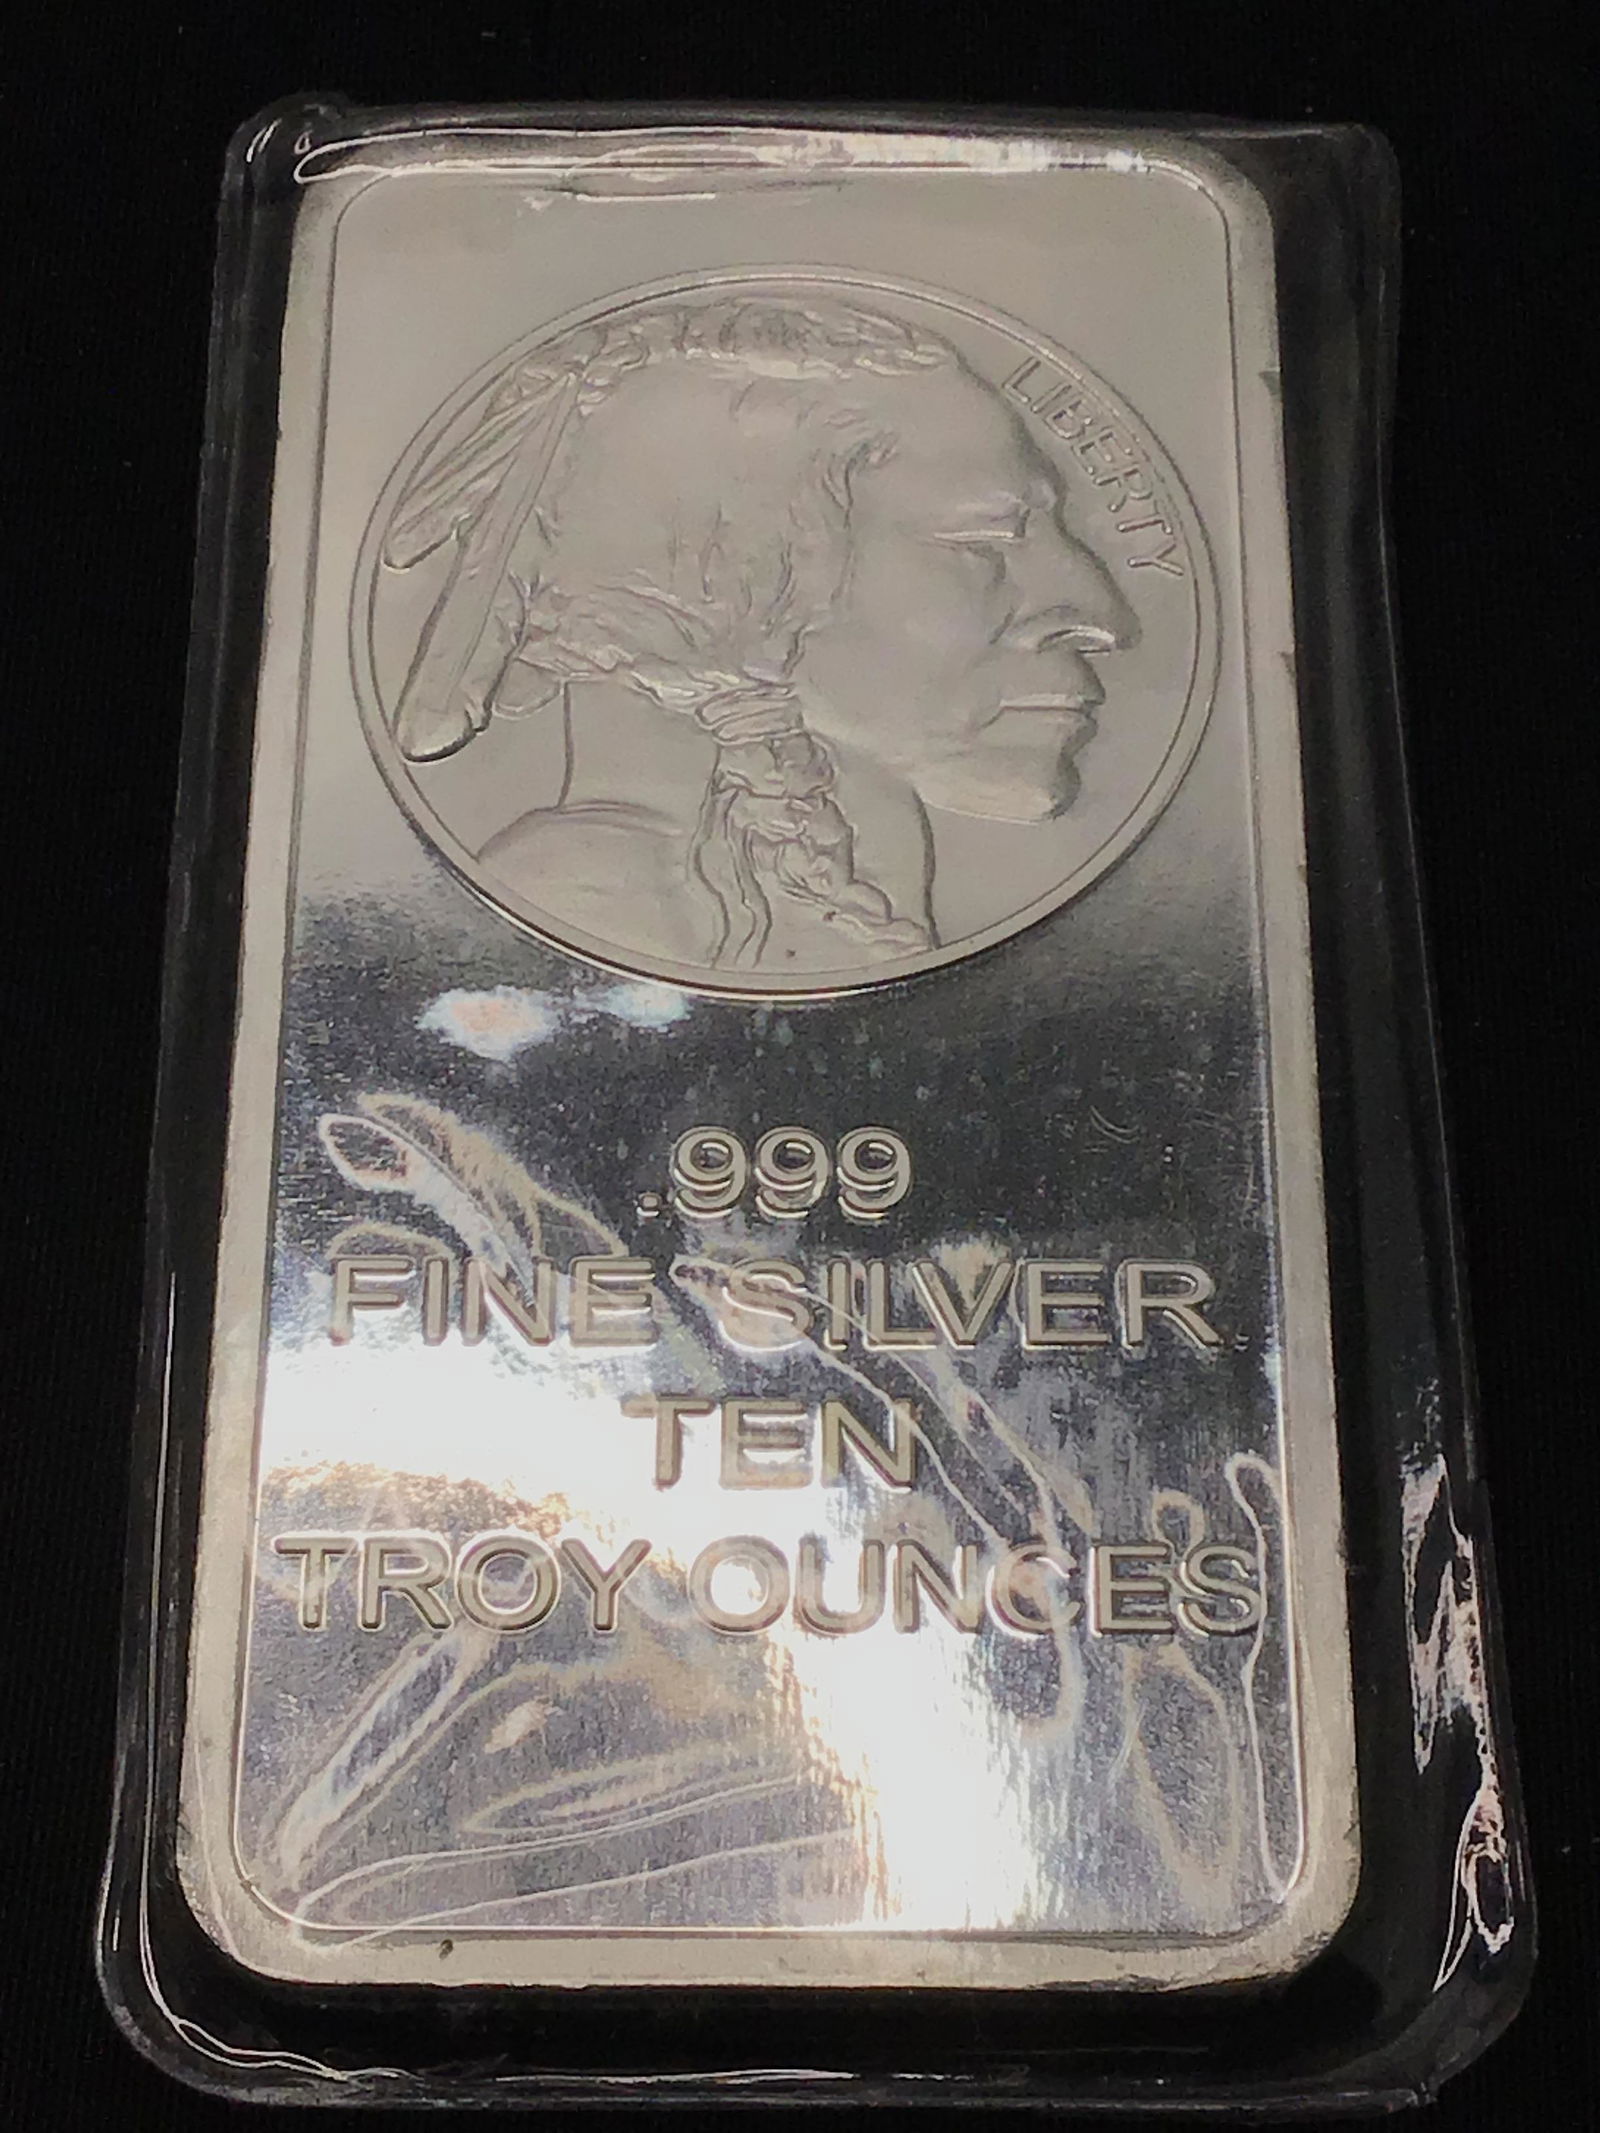 LIBERTY
.999
FINE SILVER
TEN
TROY OUNCES